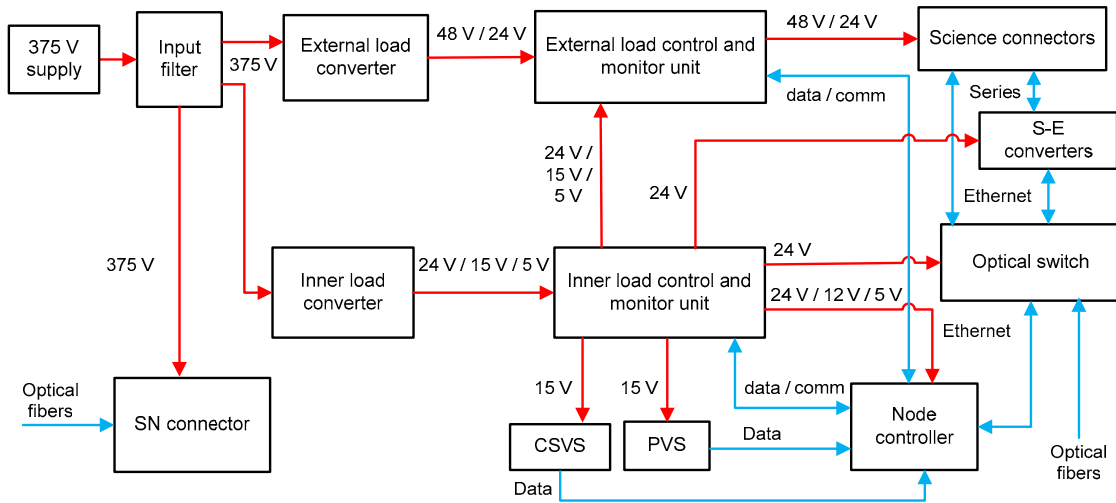 375 V
supply
Input
filter
375 V
External load
converter
48 V / 24 V
External load control and
monitor unit
48 V / 24 V
Science connectors
data / comm
Series
S-E
converters
24 V /
15 V /
5 V
24 V
Ethernet
375 V
Inner load
converter
24 V / 15 V / 5 V
Inner load control and
monitor unit
24 V
Optical switch
24 V / 12 V / 5 V
Ethernet
Optical
fibers
SN connector
15 V
15 V
data / comm
Node
controller
CSVS
PVS
Data
Data
Optical
fibers